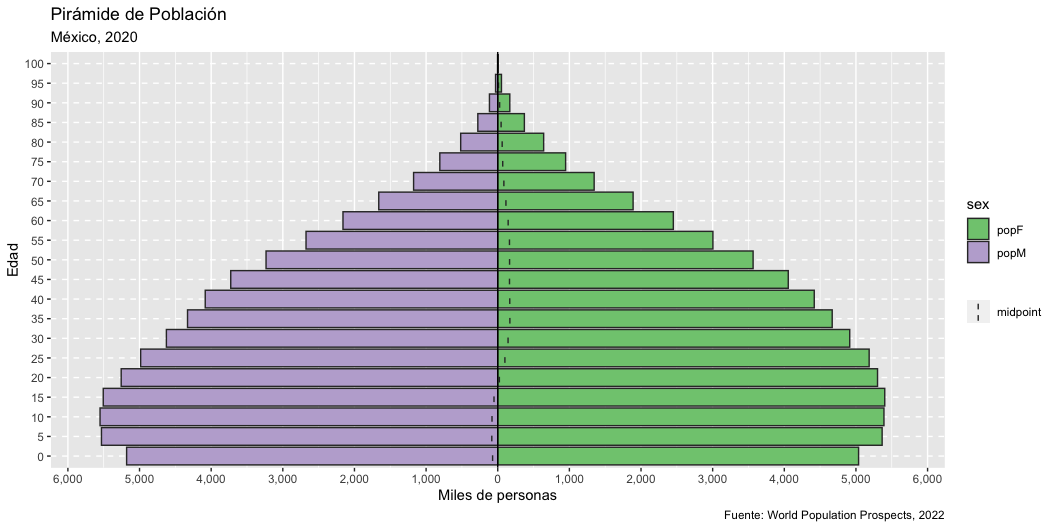 Pirámide de Población
México, 2020
Edad
100
95
90
85
80
75
70
65
60
55
50
45
40
35
30
25
20
15
10
5
0
6,000 5,000 4,000 3,000 2,000 1,000 0 1,000 2,000 3,000 4,000 5,000 6,000
Miles de personas
sex
popF
popM
midpoint
Fuente: World Population Prospects, 2022